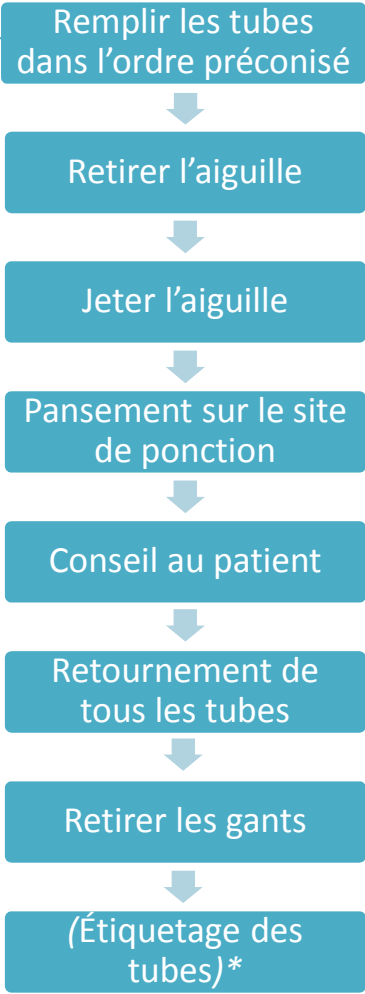 Remplir les tubes
dans l’ordre préconisé
Retirer l’aiguille
Jeter l’aiguille
Pansement sur le site
de ponction
Conseil au patient
Retournement de
tous les tubes
Retirer les gants
(Étiquetage des
tubes)*